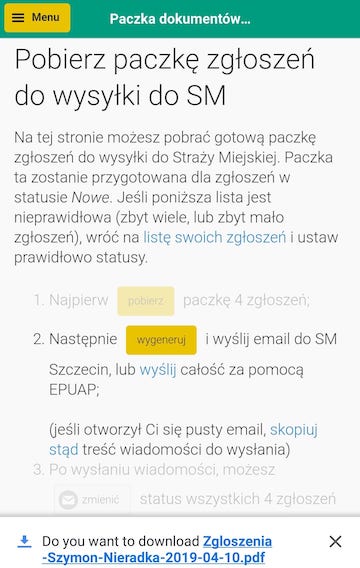 Menu
Paczka dokumentów...
Pobierz paczkę zgłoszeń
do wysyłki do SM
Na tej stronie możesz pobrać gotową paczkę
zgłoszeń do wysyłki do Straży Miejskiej. Paczka
ta zostanie przygotowana dla zgłoszeń w
statusie Nowe. Jeśli poniższa lista jest
nieprawidłowa (zbyt wiele, lub zbyt mało
zgłoszeń), wróć na listę swoich zgłoszeń i ustaw
prawidłowo statusy.
1. Najpierw pobierz paczkę 4 zgłoszeń;
2. Następnie wygeneruj i wyślij email do SM
Szczecin, lub wyślij całość za pomocą
EPUAP;
(jeśli otworzył Ci się pusty email, skopiuj
stąd treść wiadomości do wysłania)
3. Po wysłaniu wiadomości, możesz
zmienić status wszystkich 4 zgłoszeń
Do you want to download Zgloszenia
-Szymon-Nieradka-2019-04-10.pdf